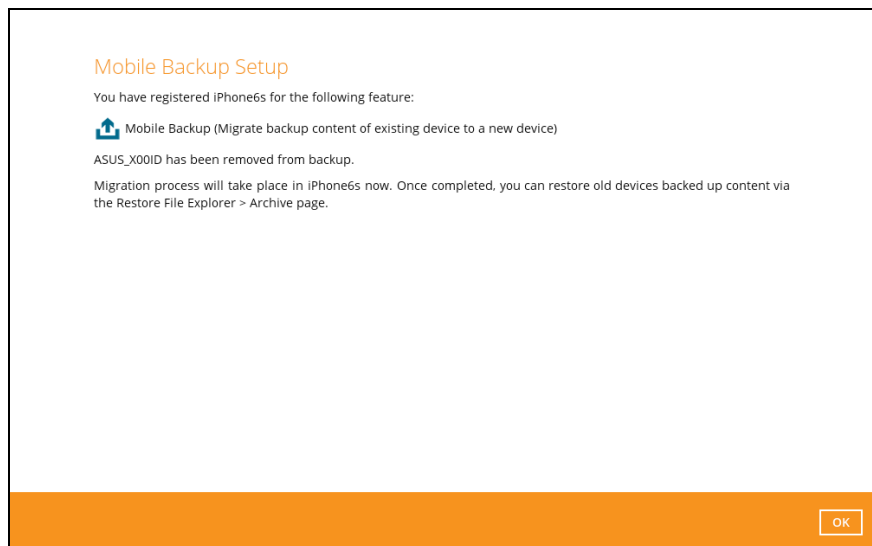 Mobile Backup Setup
You have registered iPhone6s for the following feature:
Mobile Backup (Migrate backup content of existing device to a new device)
ASUS_X00ID has been removed from backup.
Migration process will take place in iPhone6s now. Once completed, you can restore old devices backed up content via
the Restore File Explorer > Archive page.
OK